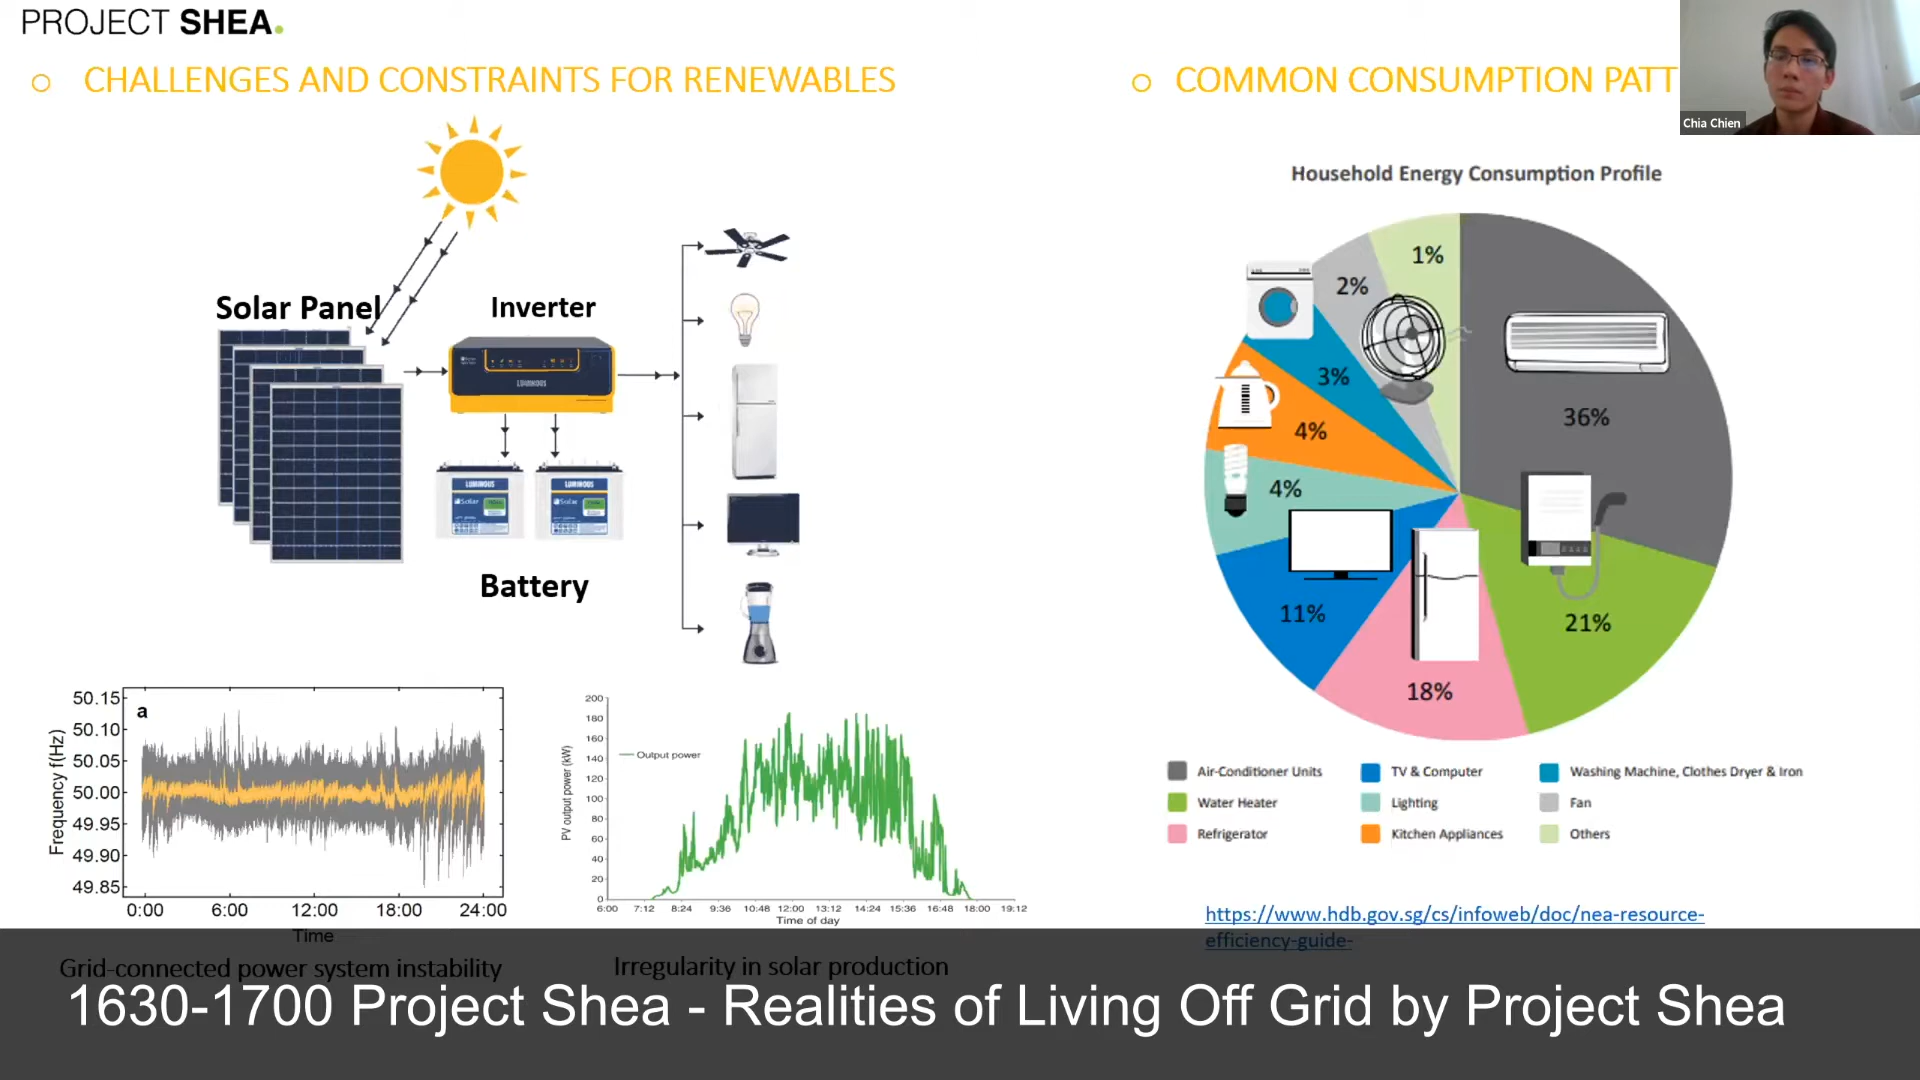 PROJECT SHEA.
CHALLENGES AND CONSTRAINTS FOR RENEWABLES
COMMON CONSUMPTION PATT
Chia Chien
Solar Panel
Inverter
LUMINOUS
LUMINOUS
LUMINOUS
Solar
Solar
Battery
Household Energy Consumption Profile
1%
2%
36%
3%
4%
4%
11%
21%
18%
Air-Conditioner Units
TV & Computer
Washing Machine, Clothes Dryer & Iron
Water Heater
Lighting
Fan
Refrigerator
Kitchen Appliances
Others
https://www.hdb.gov.sg/cs/infoweb/doc/nea-resource-
efficiency-guide-
a
Frequency f(Hz)
50.15
50.10
50.05
50.00
49.95
49.90
49.85
0:00 6:00 12:00 18:00 24:00
Time
Grid-connected power system instability
PV output power (kW)
200
180
160
140
120
100
80
60
40
20
0
Output power
6:00 7:12 8:24 9:36 10:48 12:00 13:12 14:24 15:36 16:48 18:00 19:12
Time of day
Irregularity in solar production
1630-1700 Project Shea - Realities of Living Off Grid by Project Shea